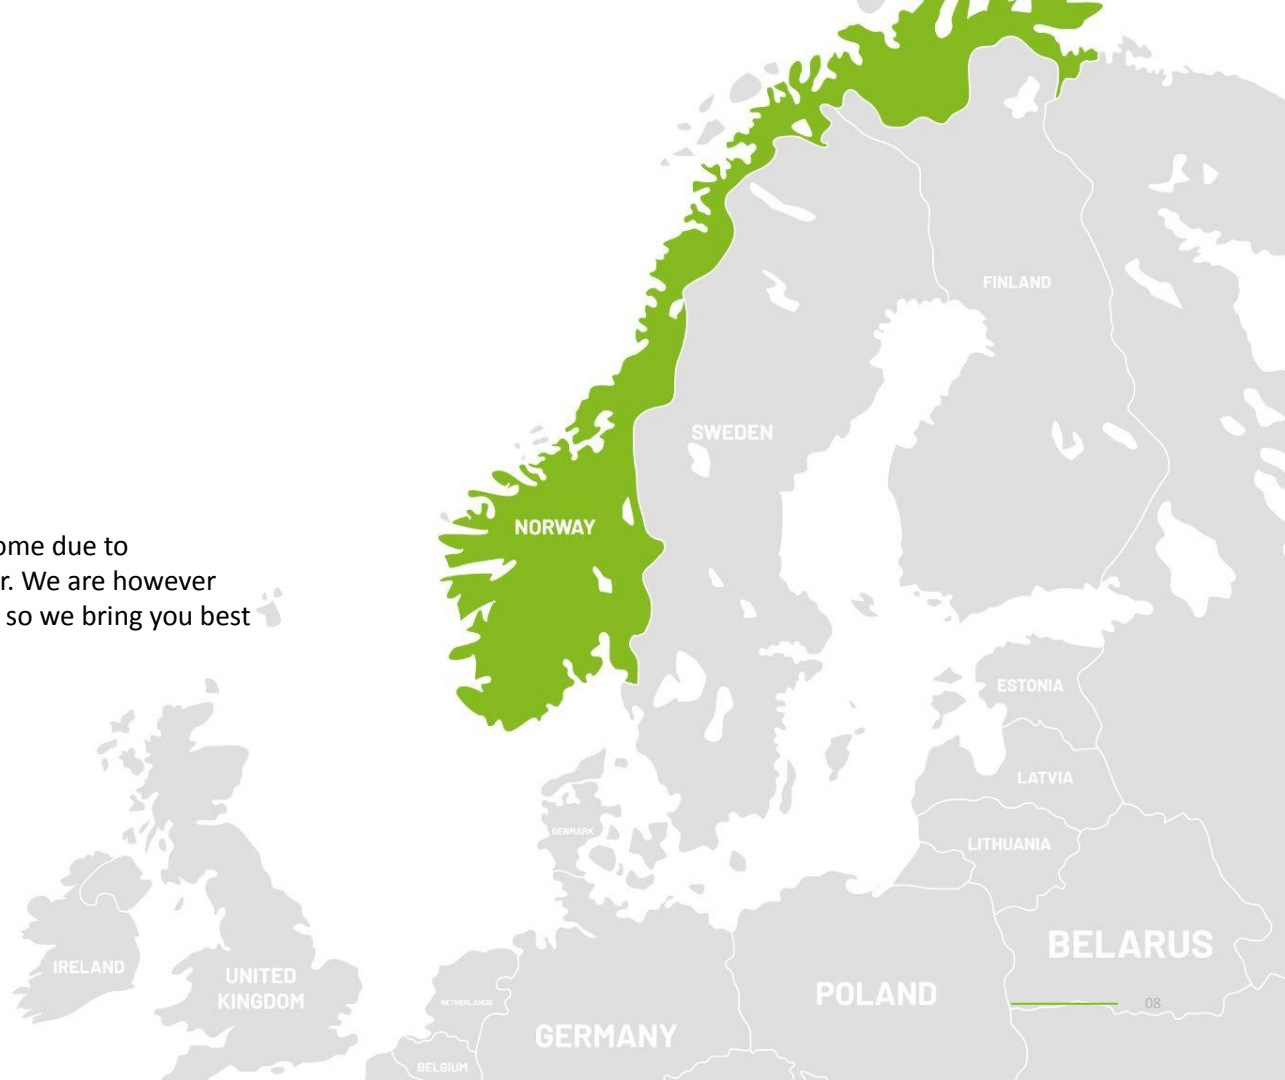 FINLAND
SWEDEN
NORWAY
ome due to
r. We are however
so we bring you best
ESTONIA
LATVIA
DENMARK
LITHUANIA
BELARUS
IRELAND
UNITED
KINGDOM
NETHERLANDS
POLAND
08
GERMANY
BELGIUM